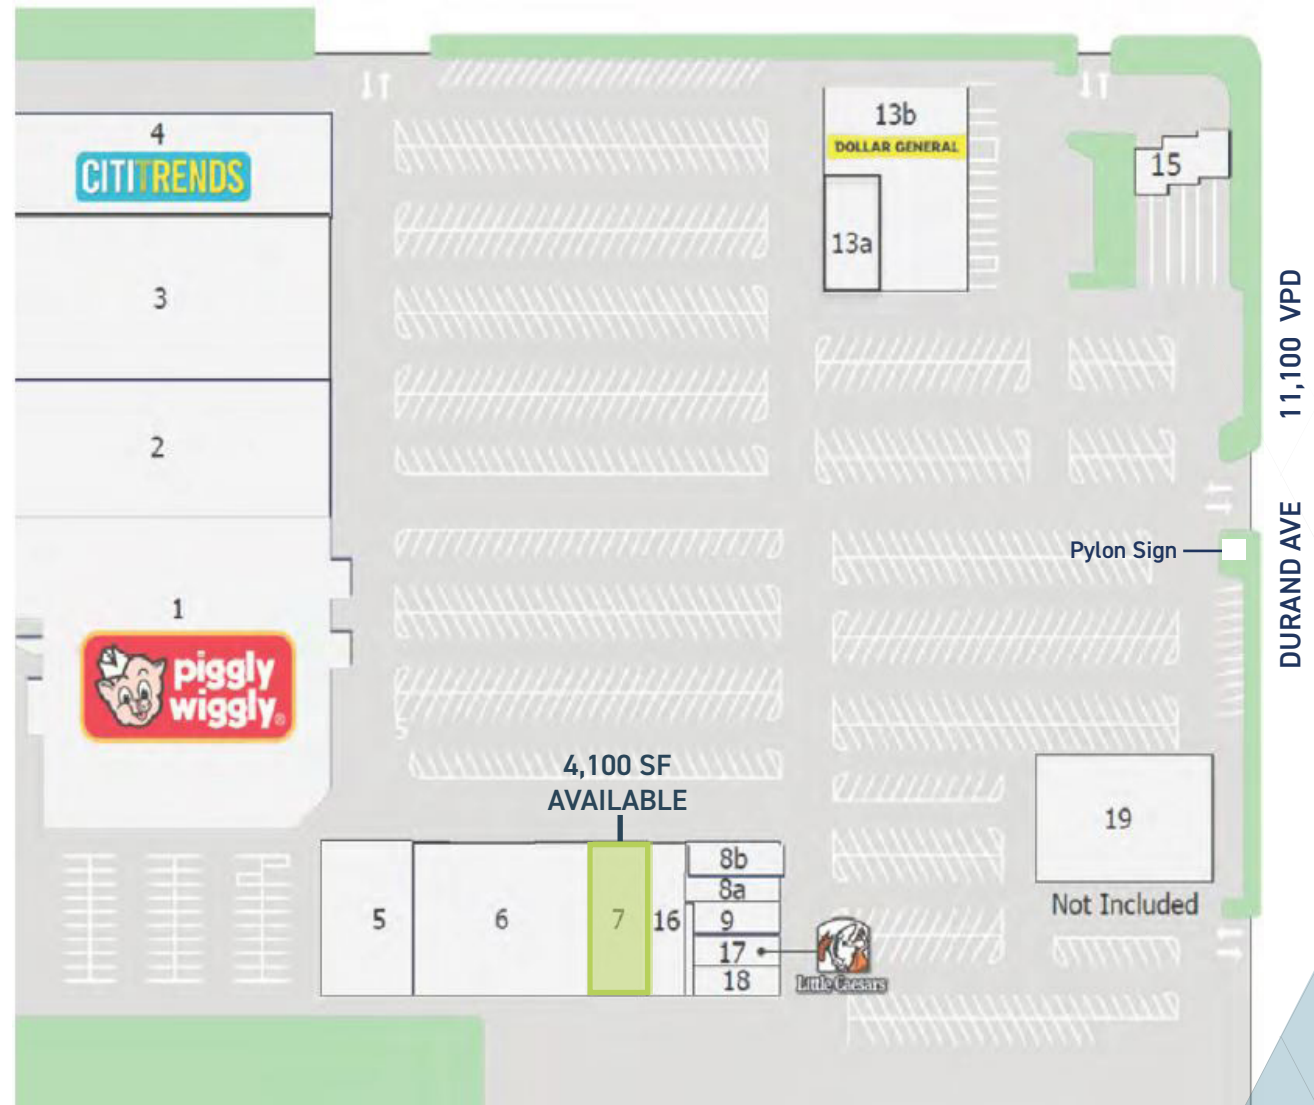 4
CITITRENDS
3
2
1
piggly
wiggly®
13b
DOLLAR GENERAL
13a
15
11,100 VPD
DURAND AVE
Pylon Sign
4,100 SF
AVAILABLE
5
6
7
16
8b
8a
9
17
18
Little Caesars
19
Not Included